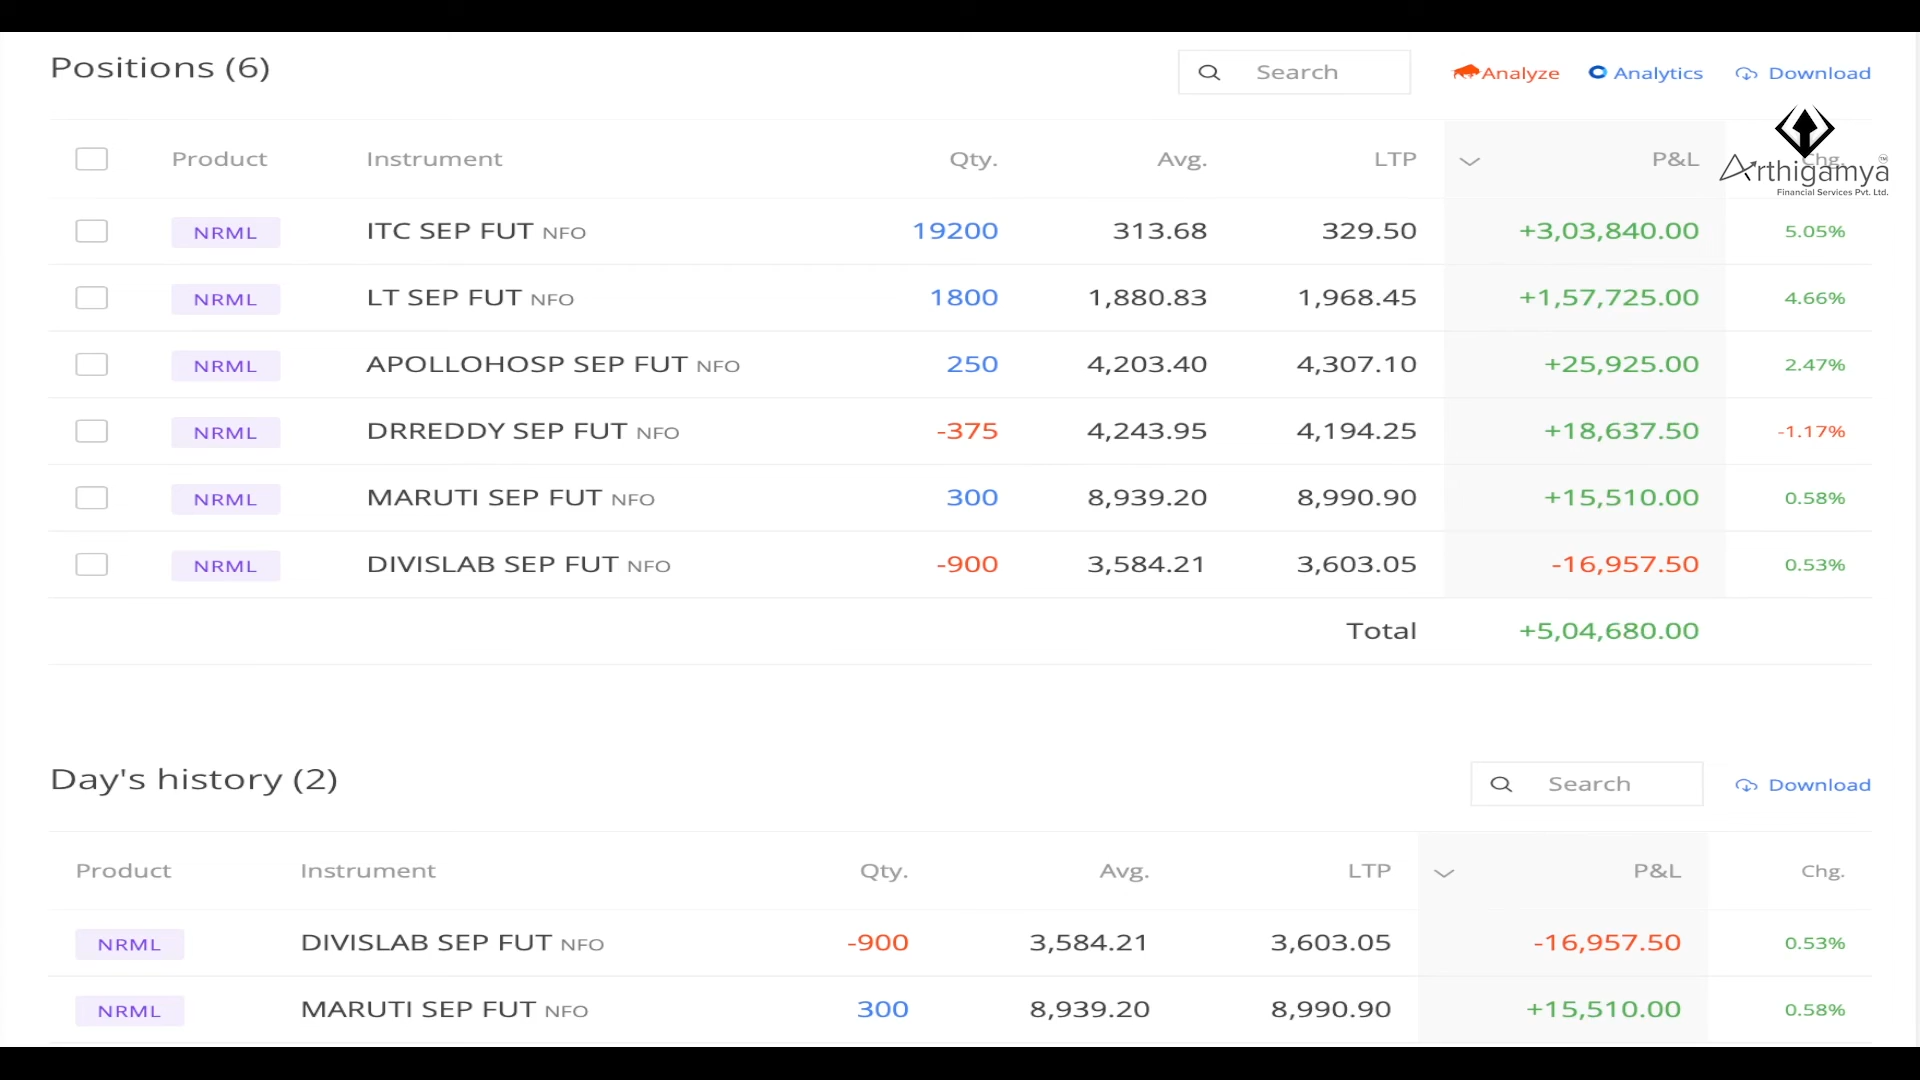 Positions (6)
Search
Analyze
Analytics
Download
Arthigamya™
Financial Services Pvt. Ltd.
Product Instrument Qty. Avg. LTP P&L Chg.
NRML ITC SEP FUT NFO 19200 313.68 329.50 +3,03,840.00 5.05%
NRML LT SEP FUT NFO 1800 1,880.83 1,968.45 +1,57,725.00 4.66%
NRML APOLLOHOSP SEP FUT NFO 250 4,203.40 4,307.10 +25,925.00 2.47%
NRML DRREDDY SEP FUT NFO -375 4,243.95 4,194.25 +18,637.50 -1.17%
NRML MARUTI SEP FUT NFO 300 8,939.20 8,990.90 +15,510.00 0.58%
NRML DIVISLAB SEP FUT NFO -900 3,584.21 3,603.05 -16,957.50 0.53%
Total +5,04,680.00
Day's history (2)
Search
Download
Product Instrument Qty. Avg. LTP P&L Chg.
NRML DIVISLAB SEP FUT NFO -900 3,584.21 3,603.05 -16,957.50 0.53%
NRML MARUTI SEP FUT NFO 300 8,939.20 8,990.90 +15,510.00 0.58%